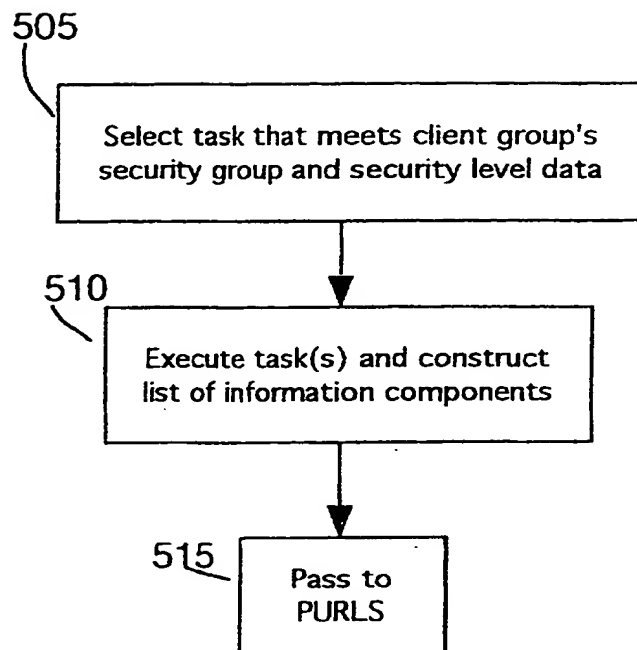 505
Select task that meets client group's
security group and security level data
510
Execute task(s) and construct
list of information components
515
Pass to
PURLS